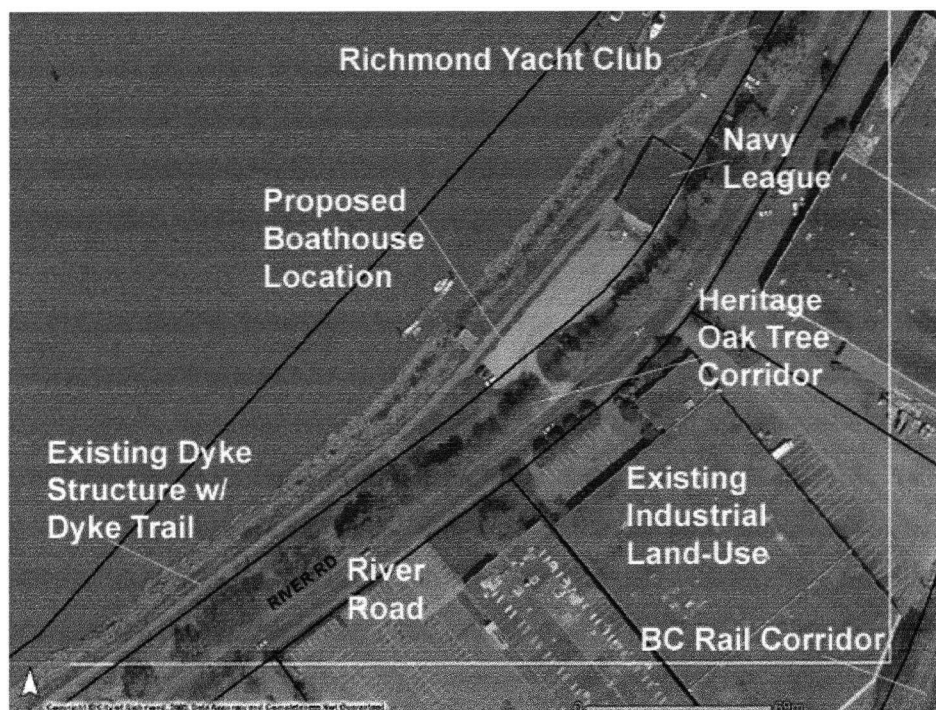 Richmond Yacht Club
Navy
League
Proposed
Boathouse
Location
Heritage
Oak Tree
Corridor
Existing Dyke
Structure w/
Dyke Trail
Existing
Industrial
Land-Use
RIVER RD
River
Road
BC Rail Corridor